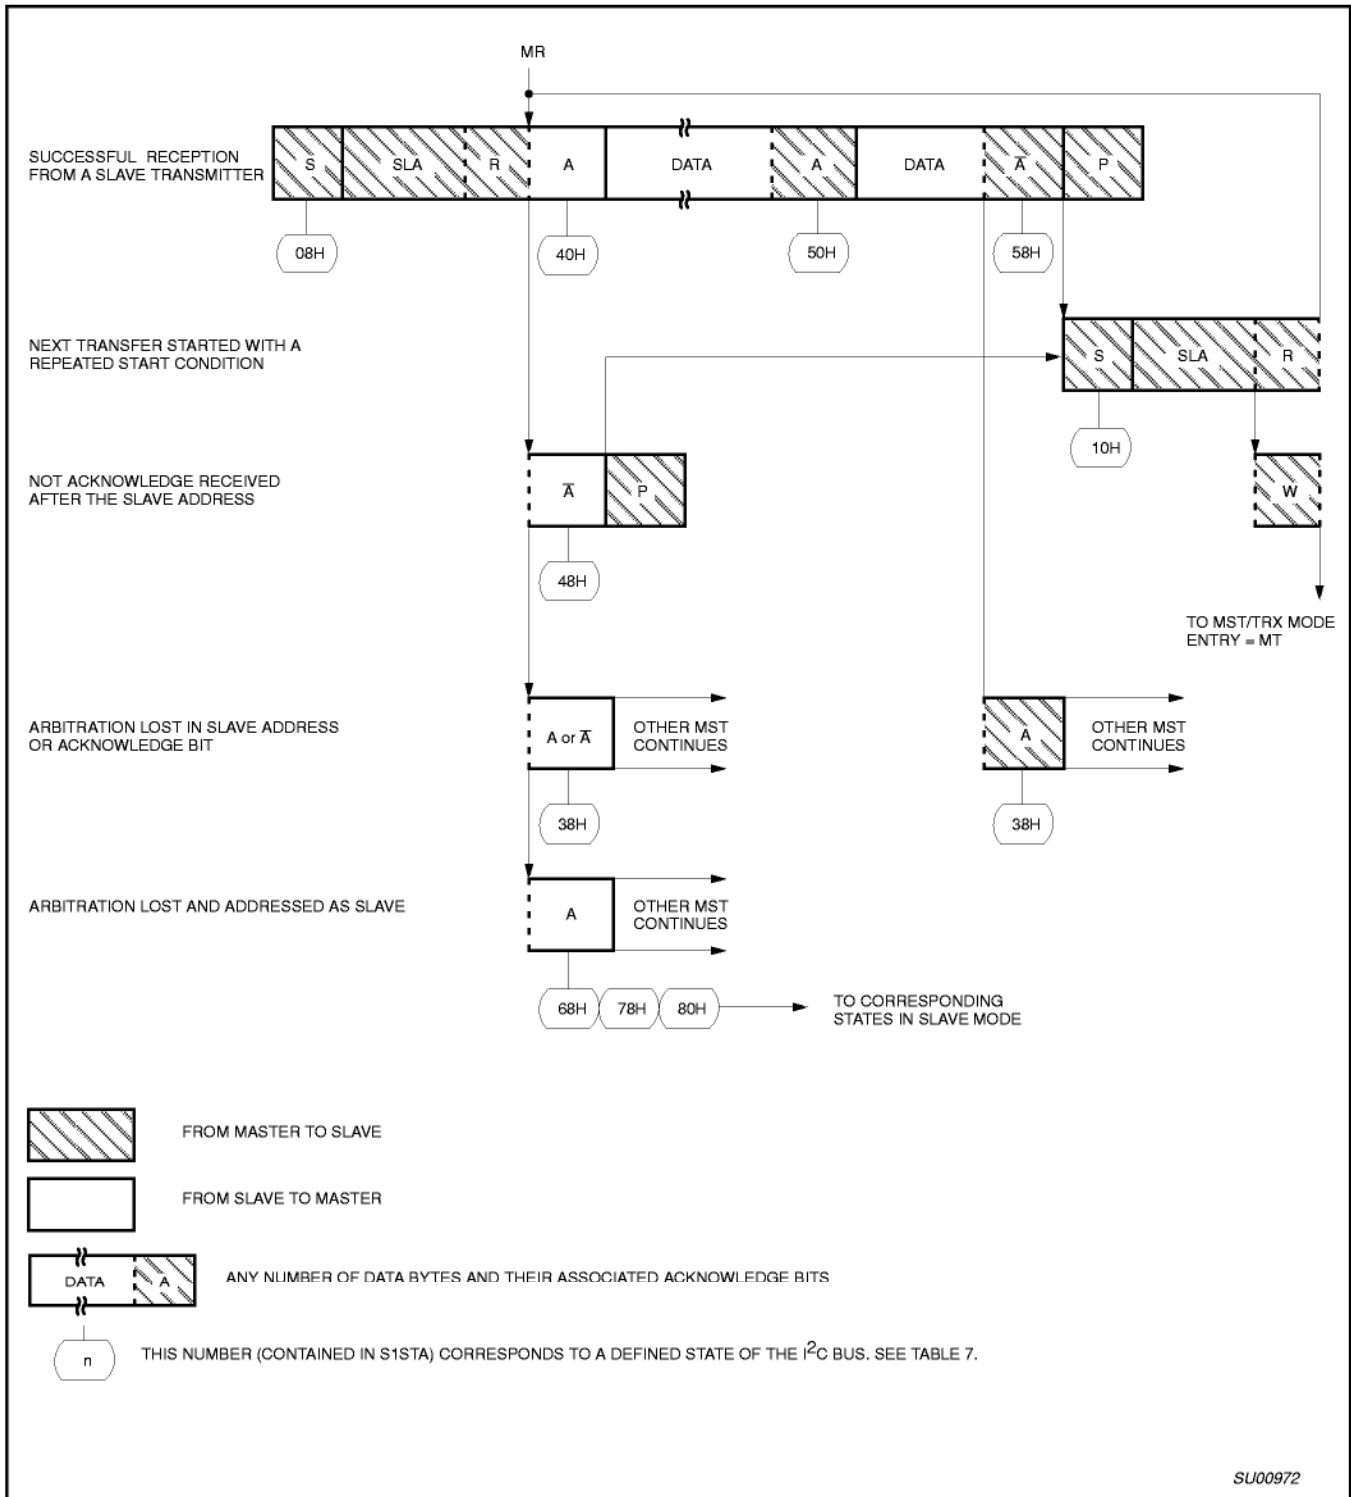 MR
SUCCESSFUL RECEPTION
FROM A SLAVE TRANSMITTER
S SLA R A DATA A DATA A̅ P
08H 40H 50H 58H
NEXT TRANSFER STARTED WITH A
REPEATED START CONDITION
S SLA R
10H
NOT ACKNOWLEDGE RECEIVED
AFTER THE SLAVE ADDRESS
A̅ P W
48H
TO MST/TRX MODE
ENTRY = MT
ARBITRATION LOST IN SLAVE ADDRESS
OR ACKNOWLEDGE BIT
A or A̅
OTHER MST
CONTINUES
A
OTHER MST
CONTINUES
38H 38H
ARBITRATION LOST AND ADDRESSED AS SLAVE
A
OTHER MST
CONTINUES
68H 78H 80H
TO CORRESPONDING
STATES IN SLAVE MODE
FROM MASTER TO SLAVE
FROM SLAVE TO MASTER
DATA A ANY NUMBER OF DATA BYTES AND THEIR ASSOCIATED ACKNOWLEDGE BITS
n THIS NUMBER (CONTAINED IN S1STA) CORRESPONDS TO A DEFINED STATE OF THE I²C BUS. SEE TABLE 7.
SU00972